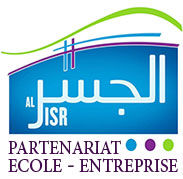 الجسر
AL JISR
PARTENARIAT
ECOLE - ENTREPRISE